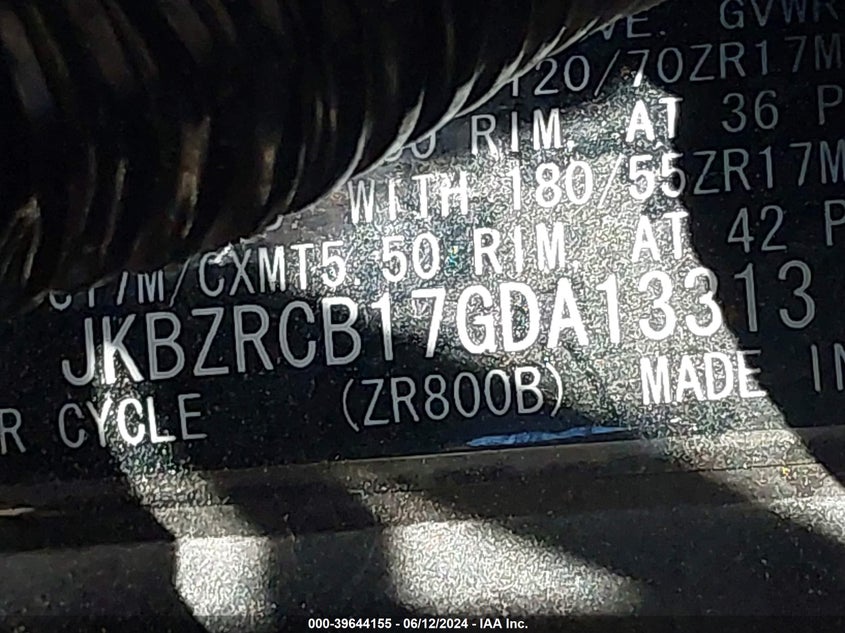 VE. GVWR
120/70ZR17M
RIM. AT 36 P
WITH 180/55ZR17M
/CXMT5.50 RIM. AT 42 P
JKBZRCB17GDA13313
R CYCLE (ZR800B) MADE IN
000-39644155 - 06/12/2024 - IAA Inc.